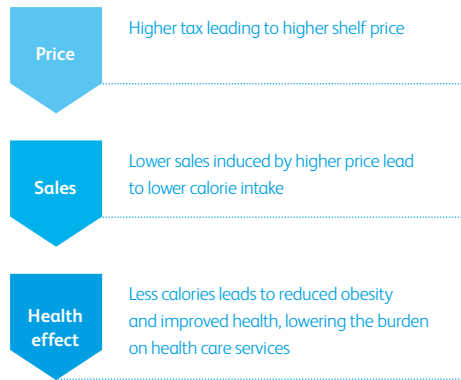 Price
Higher tax leading to higher shelf price
Sales
Lower sales induced by higher price lead
to lower calorie intake
Health
effect
Less calories leads to reduced obesity
and improved health, lowering the burden
on health care services